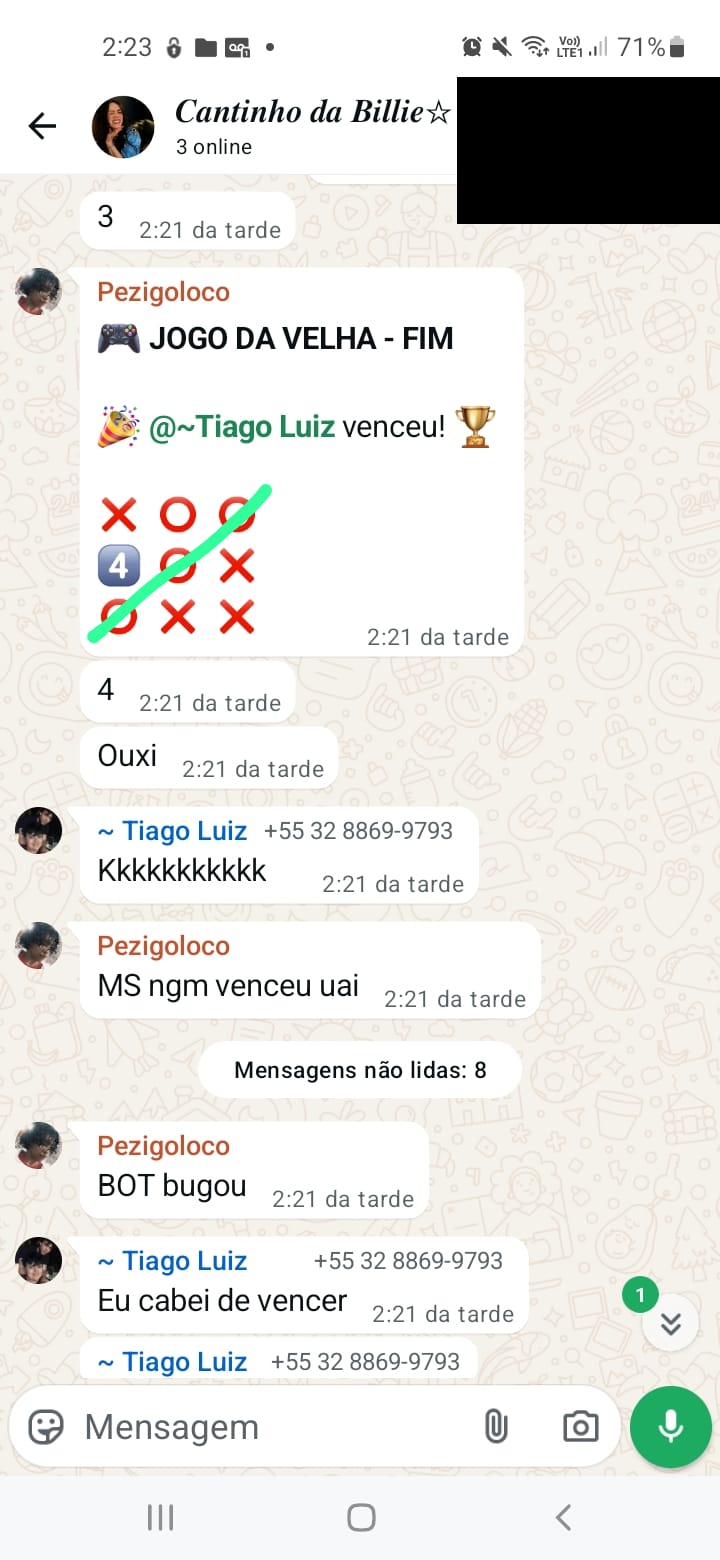 2:23 71%
Vo))
LTE1
Cantinho da Billie☆
3 online
3 2:21 da tarde
Pezigoloco
🎮 JOGO DA VELHA - FIM
🎉 @~Tiago Luiz venceu! 🏆
❌ ⭕ ⭕
4️⃣ ⭕ ❌
⭕ ❌ ❌
2:21 da tarde
4 2:21 da tarde
Ouxi 2:21 da tarde
~ Tiago Luiz +55 32 8869-9793
Kkkkkkkkkkk 2:21 da tarde
Pezigoloco
MS ngm venceu uai 2:21 da tarde
Mensagens não lidas: 8
Pezigoloco
BOT bugou 2:21 da tarde
~ Tiago Luiz +55 32 8869-9793
Eu cabei de vencer 2:21 da tarde
1
~ Tiago Luiz +55 32 8869-9793
Mensagem